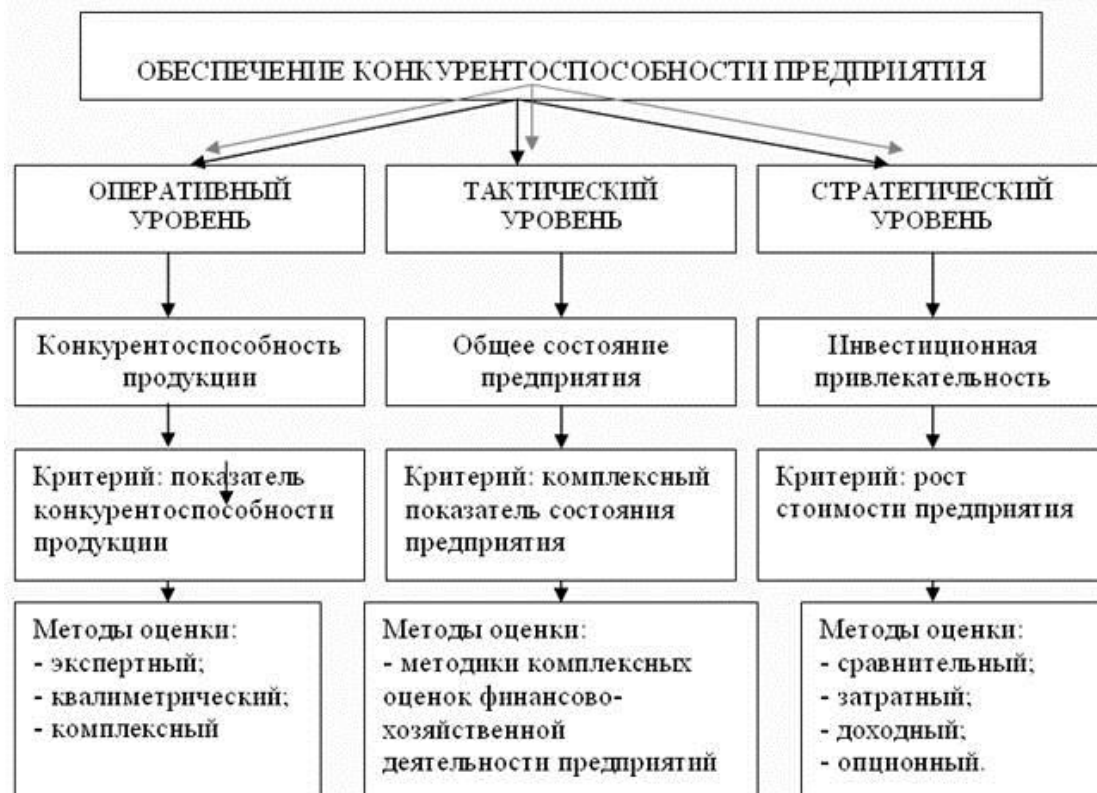 ОБЕСПЕЧЕНИЕ КОНКУРЕНТОСПОСОБНОСТИ ПРЕДПРИЯТИЯ
ОПЕРАТИВНЫЙ
УРОВЕНЬ
ТАКТИЧЕСКИЙ
УРОВЕНЬ
СТРАТЕГИЧЕСКИЙ
УРОВЕНЬ
Конкурентоспособность
продукции
Общее состояние
предприятия
Инвестиционная
привлекательность
Критерий: показатель
конкурентоспособности
продукции
Критерий: комплексный
показатель состояния
предприятия
Критерий: рост
стоимости предприятия
Методы оценки:
- экспертный;
- квалиметрический;
- комплексный
Методы оценки:
- методики комплексных
оценок финансово-
хозяйственной
деятельности предприятий
Методы оценки:
- сравнительный;
- затратный;
- доходный;
- опционный.